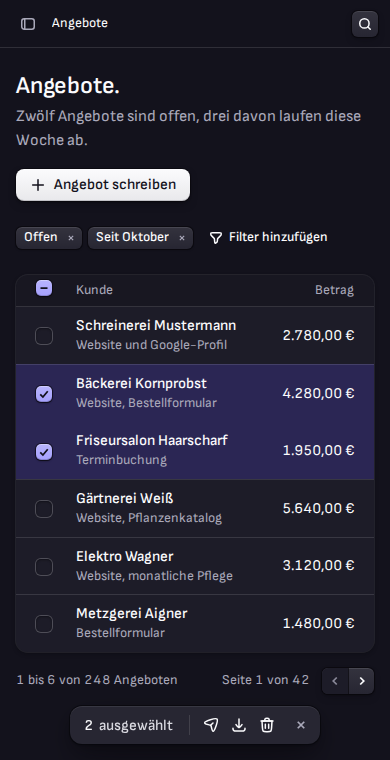 Angebote
Angebote.
Zwölf Angebote sind offen, drei davon laufen diese
Woche ab.
Angebot schreiben
Offen × Seit Oktober × Filter hinzufügen
Kunde Betrag
Schreinerei Mustermann
Website und Google-Profil
2.780,00 €
Bäckerei Kornprobst
Website, Bestellformular
4.280,00 €
Friseursalon Haarscharf
Terminbuchung
1.950,00 €
Gärtnerei Weiß
Website, Pflanzenkatalog
5.640,00 €
Elektro Wagner
Website, monatliche Pflege
3.120,00 €
Metzgerei Aigner
Bestellformular
1.480,00 €
1 bis 6 von 248 Angeboten Seite 1 von 42
2 ausgewählt ×